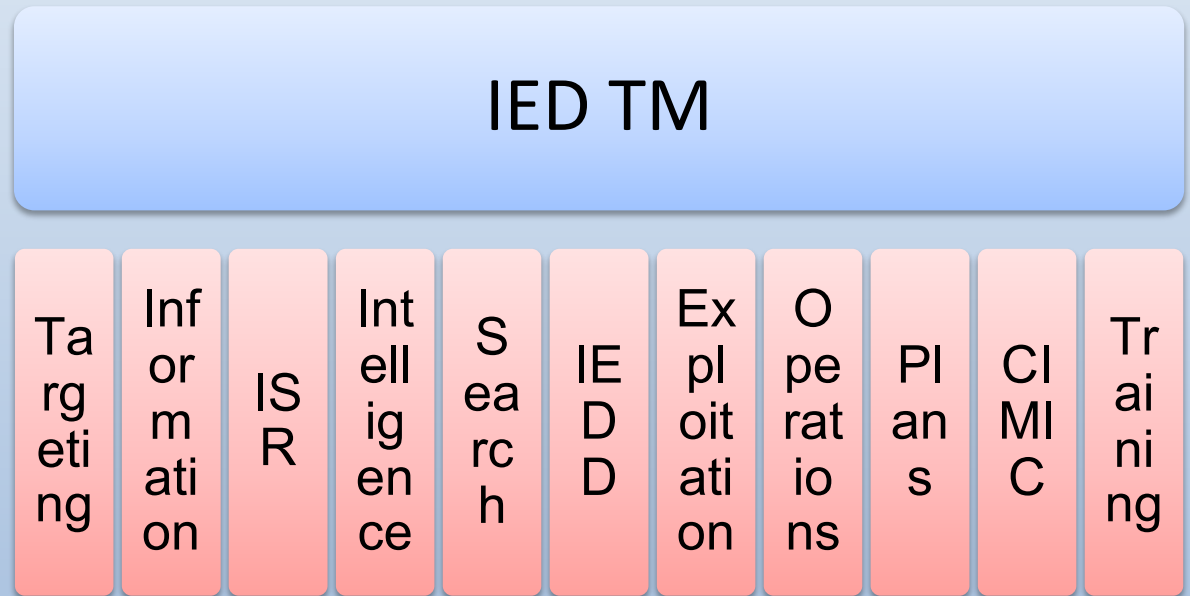 IED TM
Ta
rg
eti
ng
Inf
or
m
ati
on
IS
R
Int
ell
ig
en
ce
S
ea
rc
h
IE
D
D
Ex
pl
oit
ati
on
O
pe
rat
io
ns
Pl
an
s
CI
MI
C
Tr
ai
ni
ng